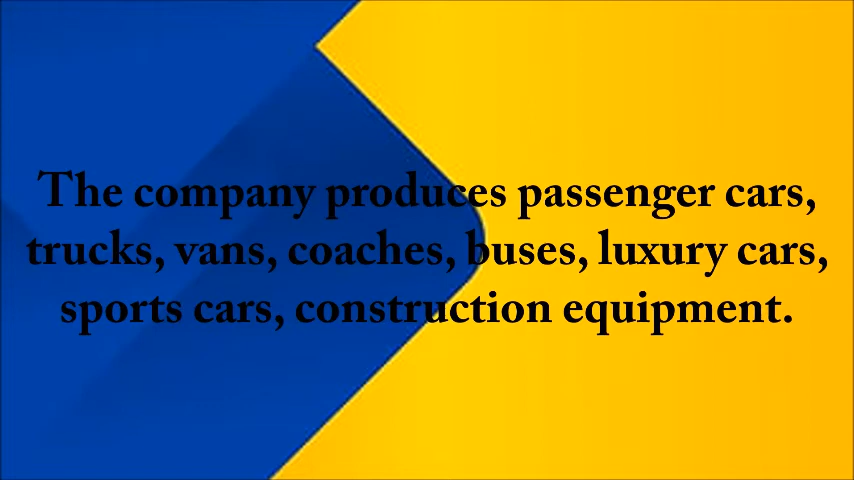 The company produces passenger cars,
trucks, vans, coaches, buses, luxury cars,
sports cars, construction equipment.